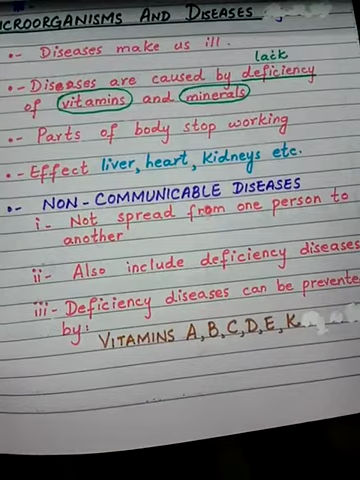 MICROORGANISMS AND DISEASES
•- Diseases make us ill.
lack
•- Diseases are caused by deficiency
of vitamins and minerals
•- Parts of body stop working
•- Effect liver, heart, kidneys etc.
•- NON-COMMUNICABLE DISEASES
i- Not spread from one person to
another
ii- Also include deficiency diseases
iii- Deficiency diseases can be prevente
by: VITAMINS A, B, C, D, E, K